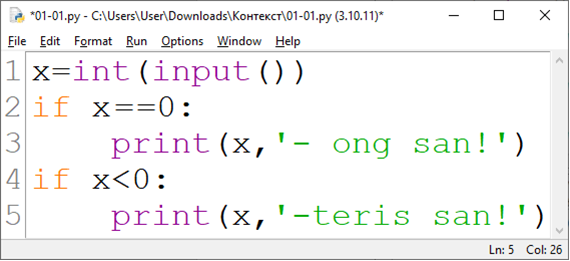 *01-01.py - C:\Users\User\Downloads\Контекст\01-01.py (3.10.11)*
File Edit Format Run Options Window Help
1 x=int(input())
2 if x==0:
3     print(x,'- ong san!')
4 if x<0:
5     print(x,'-teris san!')
Ln: 5 Col: 26